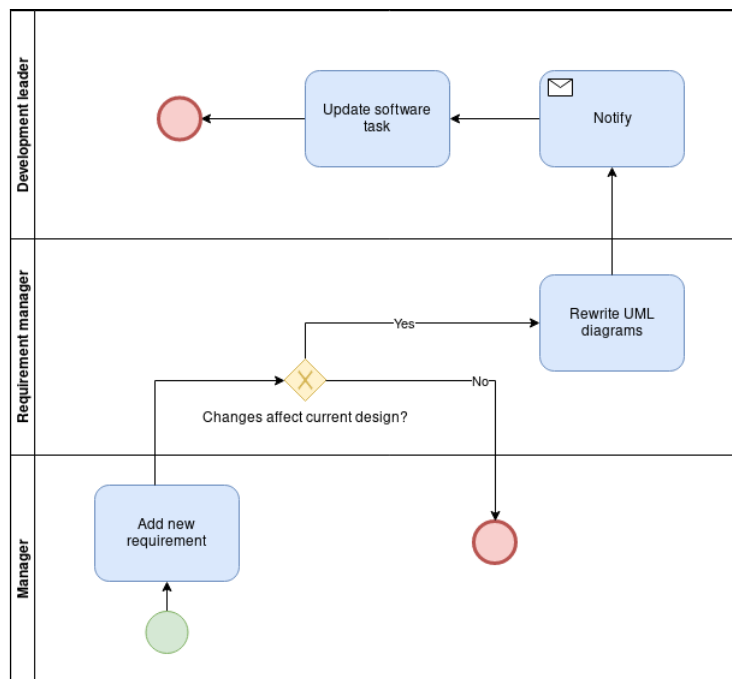 Development leader
Update software
task
Notify
Requirement manager
Rewrite UML
diagrams
Yes
No
Changes affect current design?
Manager
Add new
requirement